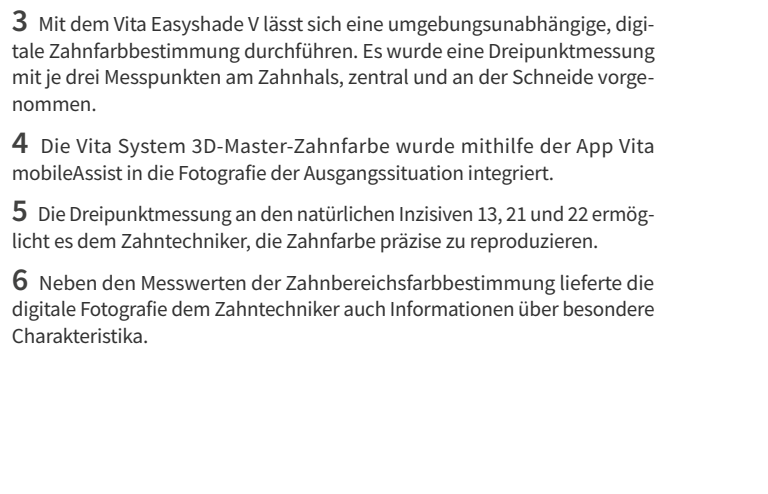 3 Mit dem Vita Easyshade V lässt sich eine umgebungsunabhängige, digi-
tale Zahnfarbbestimmung durchführen. Es wurde eine Dreipunktmessung
mit je drei Messpunkten am Zahnhals, zentral und an der Schneide vorge-
nommen.
4 Die Vita System 3D-Master-Zahnfarbe wurde mithilfe der App Vita
mobileAssist in die Fotografie der Ausgangssituation integriert.
5 Die Dreipunktmessung an den natürlichen Inzisiven 13, 21 und 22 ermög-
licht es dem Zahntechniker, die Zahnfarbe präzise zu reproduzieren.
6 Neben den Messwerten der Zahnbereichsfarbbestimmung lieferte die
digitale Fotografie dem Zahntechniker auch Informationen über besondere
Charakteristika.